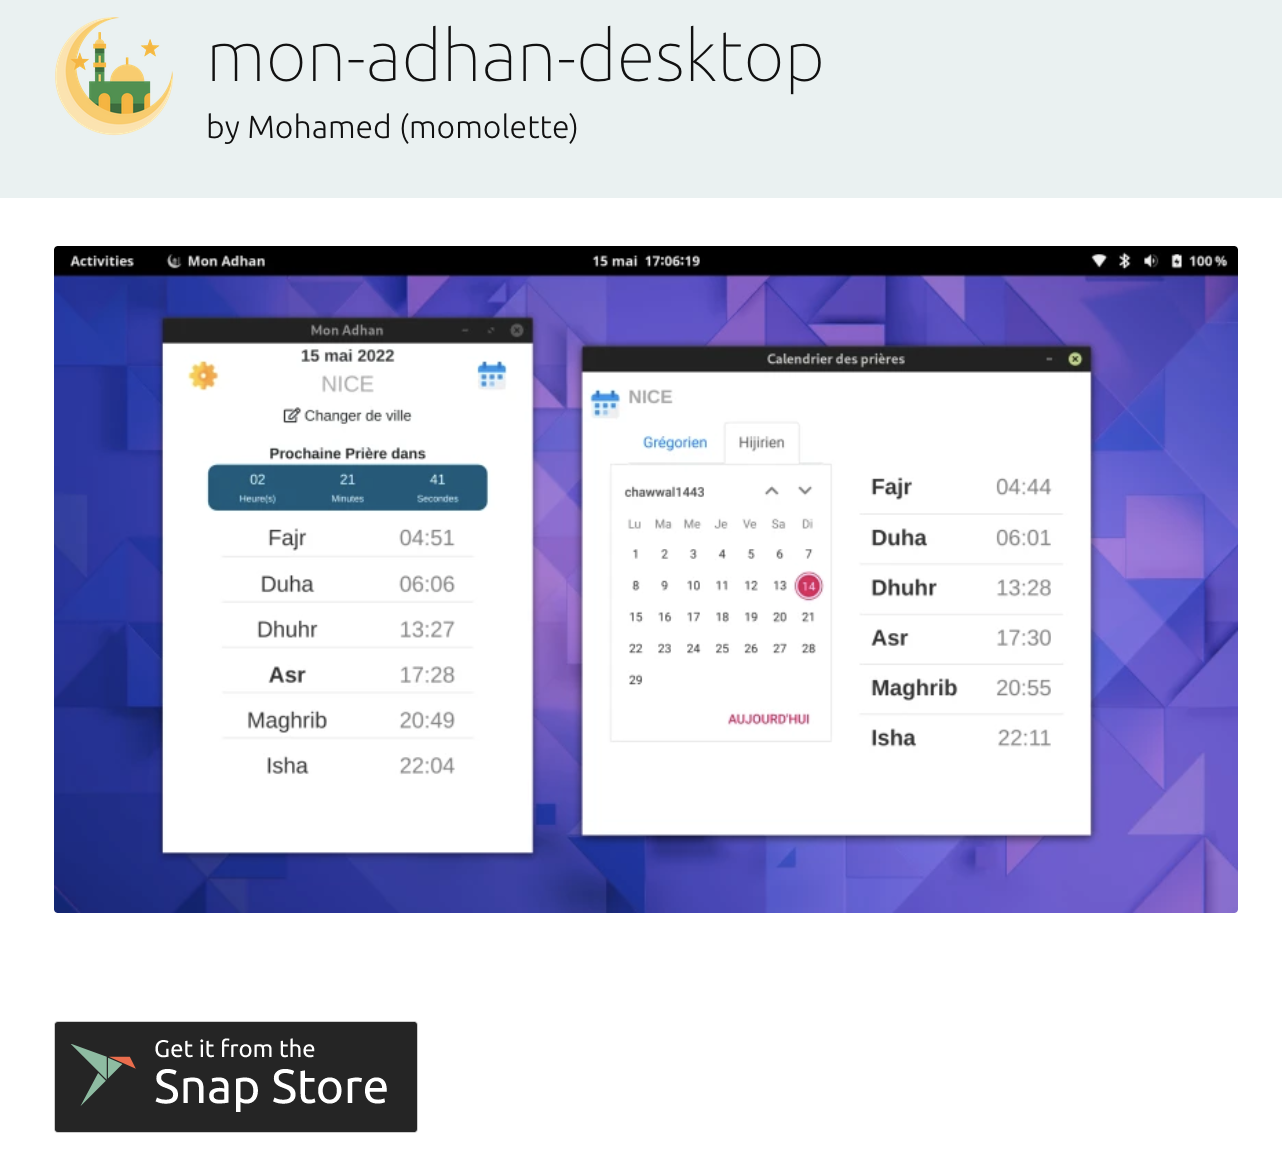 mon-adhan-desktop
by Mohamed (momolette)
Activities Mon Adhan 15 mai 17:06:19 100 %
Mon Adhan
15 mai 2022
NICE
Changer de ville
Prochaine Prière dans
02 21 41
Heure(s) Minutes Secondes
Fajr 04:51
Duha 06:06
Dhuhr 13:27
Asr 17:28
Maghrib 20:49
Isha 22:04
Calendrier des prières
NICE
Grégorien Hijirien
chawwal1443
Lu Ma Me Je Ve Sa Di
1 2 3 4 5 6 7
8 9 10 11 12 13 14
15 16 17 18 19 20 21
22 23 24 25 26 27 28
29
AUJOURD'HUI
Fajr 04:44
Duha 06:01
Dhuhr 13:28
Asr 17:30
Maghrib 20:55
Isha 22:11
Get it from the
Snap Store